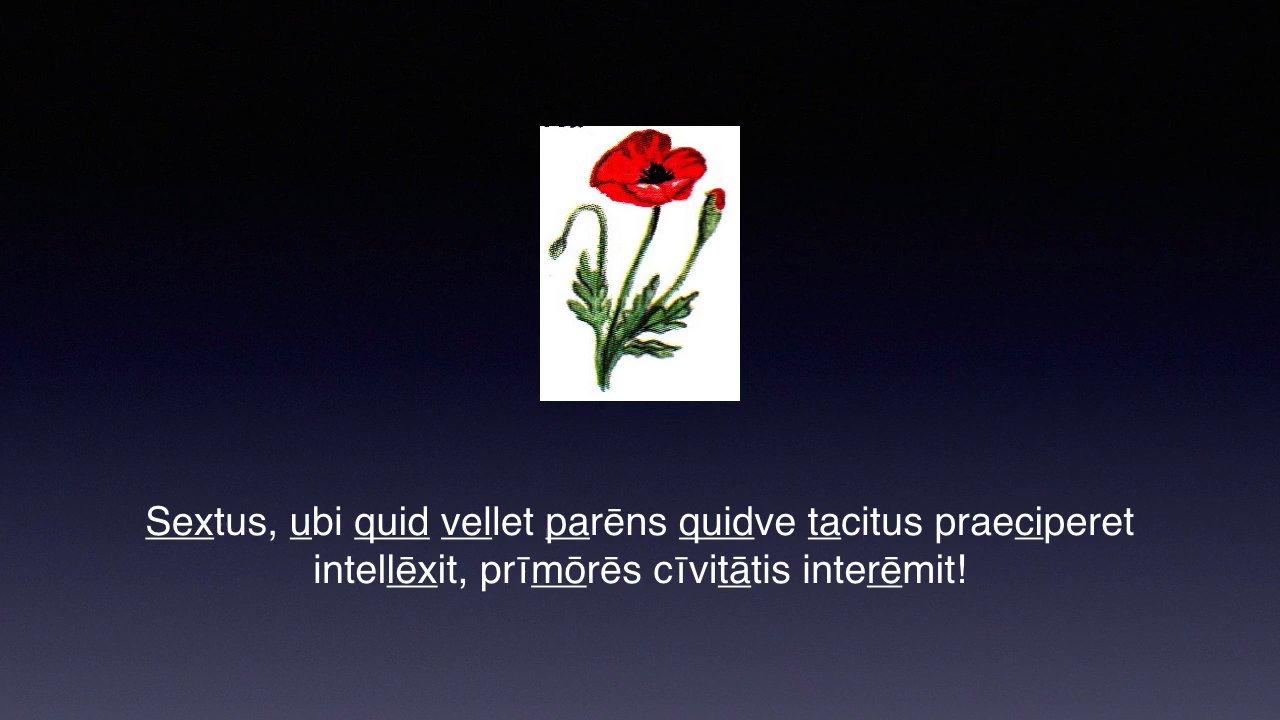 Sextus, ubi quid vellet parēns quidve tacitus praeciperet
intellēxit, prīmōrēs cīvitātis interēmit!